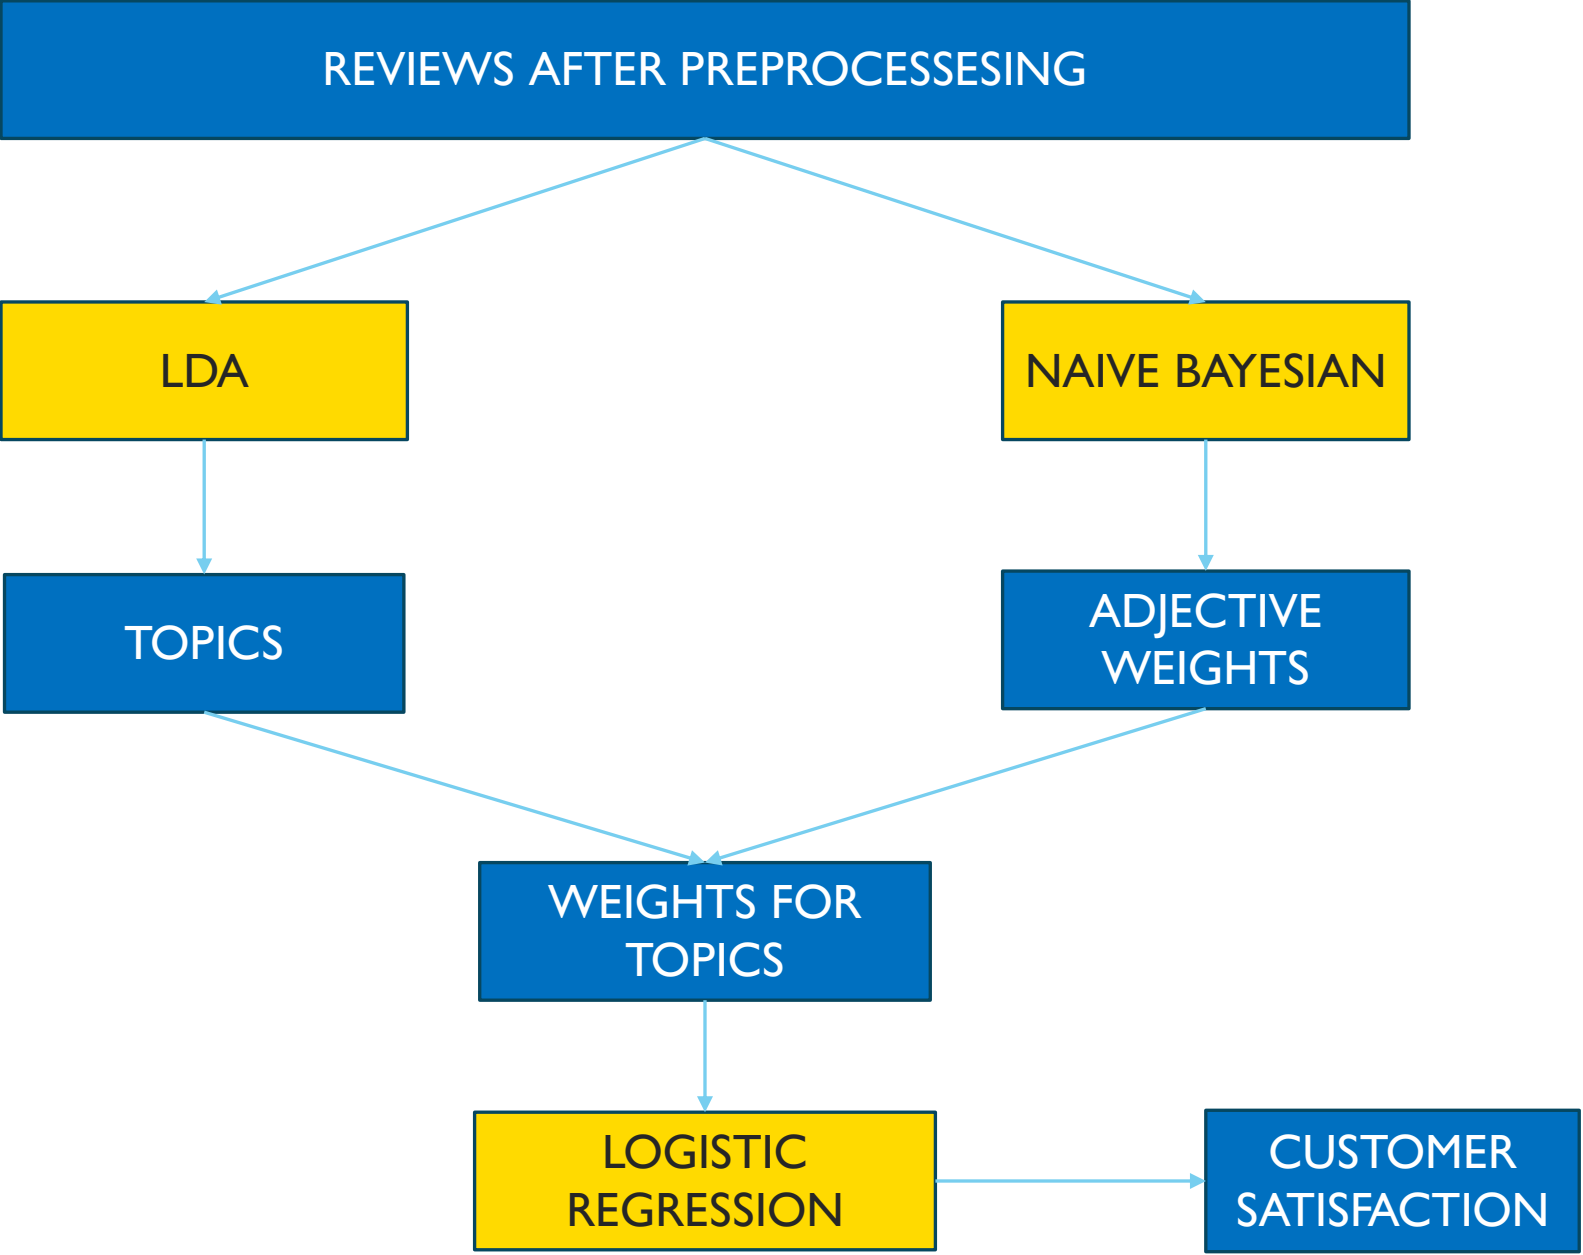 REVIEWS AFTER PREPROCESSESING
LDA
NAIVE BAYESIAN
TOPICS
ADJECTIVE
WEIGHTS
WEIGHTS FOR
TOPICS
LOGISTIC
REGRESSION
CUSTOMER
SATISFACTION